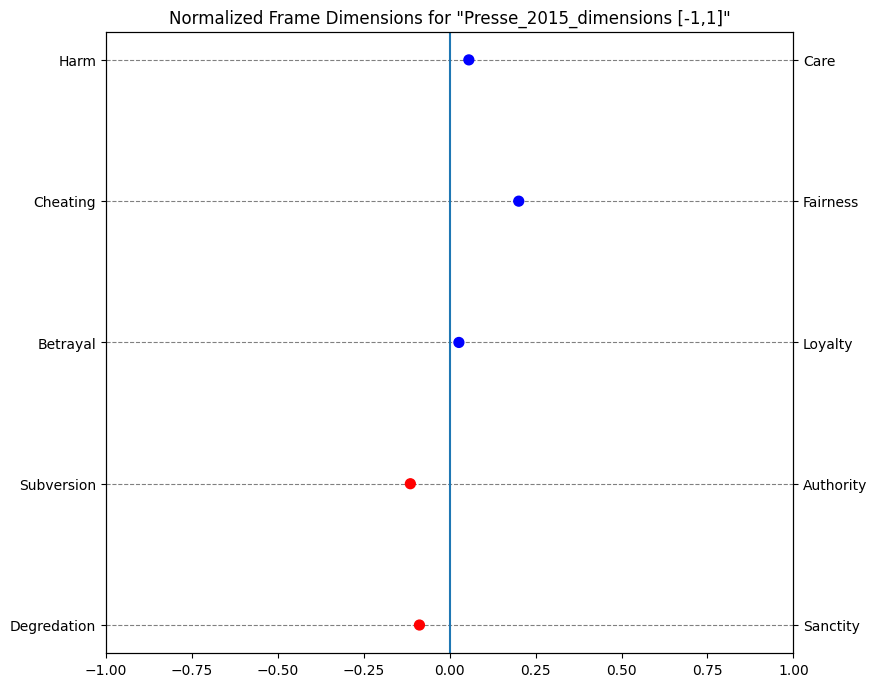 Normalized Frame Dimensions for "Presse_2015_dimensions [-1,1]"
Harm Care
Cheating Fairness
Betrayal Loyalty
Subversion Authority
Degredation Sanctity
−1.00 −0.75 −0.50 −0.25 0.00 0.25 0.50 0.75 1.00